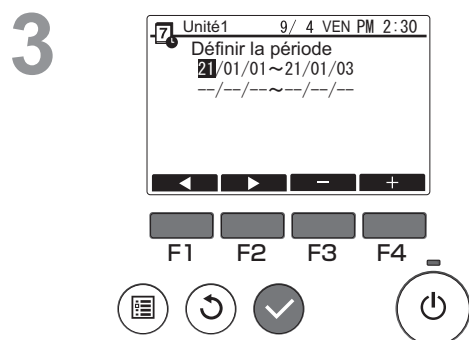 3
7 Unité1 9/ 4 VEN PM 2:30
Définir la période
21/01/01~21/01/03
--/--/--~--/--/--
◀ ▶ － ＋
F1 F2 F3 F4